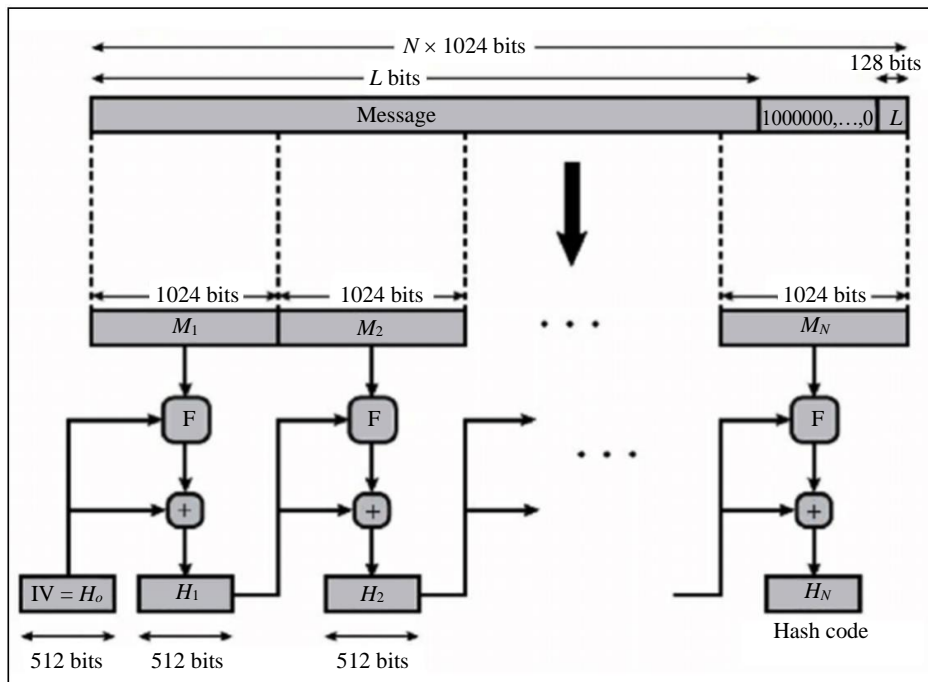 N × 1024 bits
128 bits
L bits
Message 1000000,…,0 L
1024 bits 1024 bits 1024 bits
M1 M2 MN
F F F
+ + +
IV = Ho H1 H2 HN
Hash code
512 bits 512 bits 512 bits